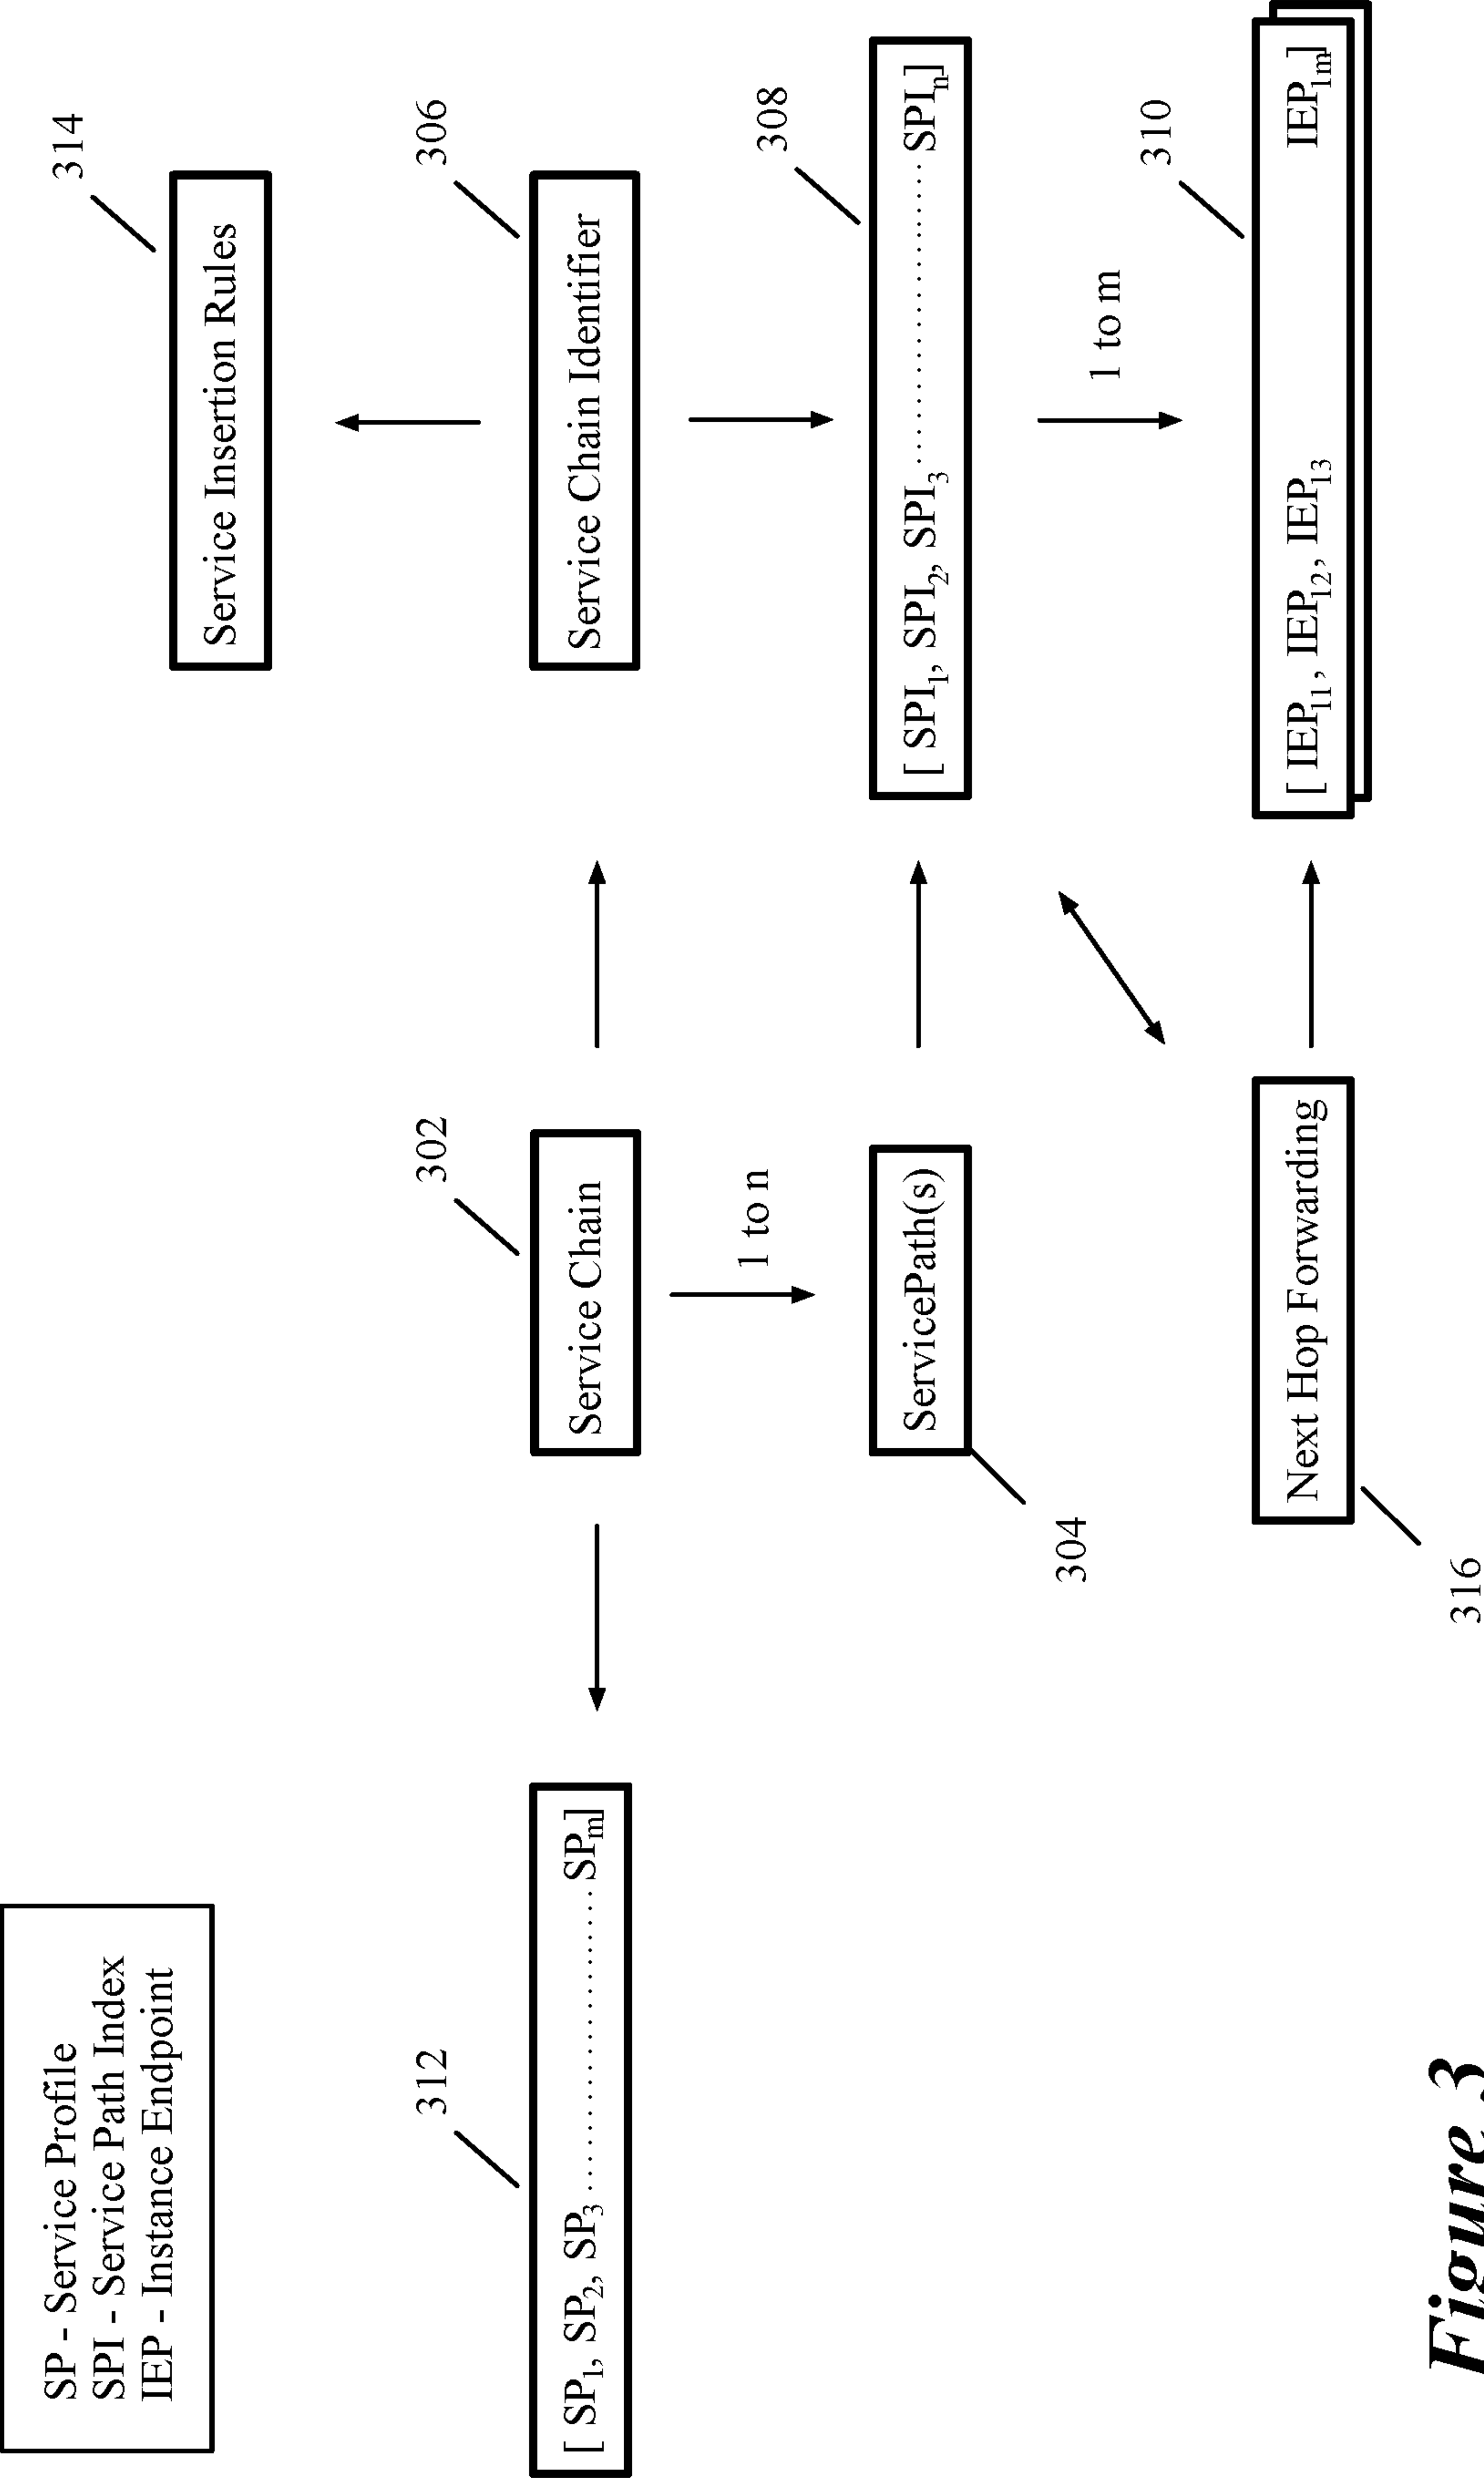 SP - Service Profile
SPI - Service Path Index
IEP - Instance Endpoint
314
Service Insertion Rules
312
[ SP1, SP2, SP3 ........................ SPm]
302
Service Chain
306
Service Chain Identifier
1 to n
304
ServicePath(s)
308
[ SPI1, SPI2, SPI3 ...................... SPIn]
1 to m
316
Next Hop Forwarding
310
[ IEP11, IEP12, IEP13 IEP1m]
Figure 3